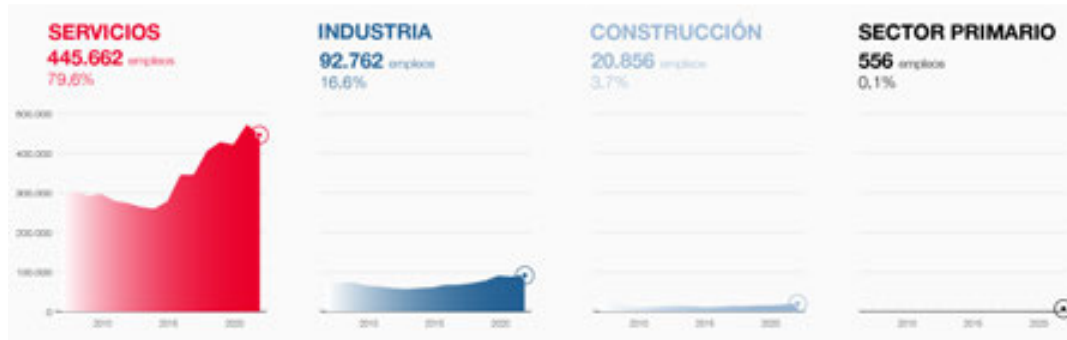 SERVICIOS
445.662 empleos
79,6%
INDUSTRIA
92.762 empleos
16,6%
CONSTRUCCIÓN
20.856 empleos
3,7%
SECTOR PRIMARIO
556 empleos
0,1%
500.000
400.000
300.000
200.000
100.000
0
2010 2015 2020
2010 2015 2020
2010 2015 2020
2010 2015 2020